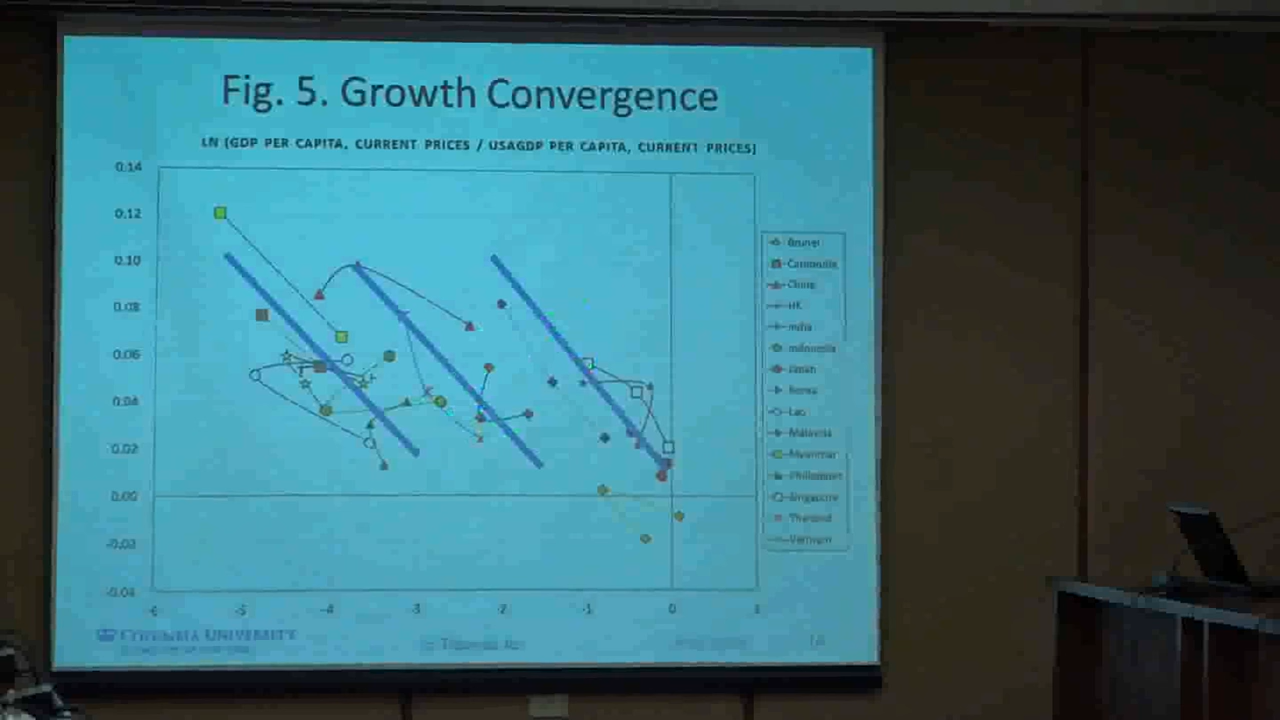 Fig. 5. Growth Convergence
LN (GDP PER CAPITA, CURRENT PRICES / USAGDP PER CAPITA, CURRENT PRICES)
0.14
0.12
0.10
0.08
0.06
0.04
0.02
0.00
-0.02
-0.04
-5
-4
-3
-2
-1
0
Brunei
Cambodia
China
HK
India
Indonesia
Japan
Korea
Lao
Malaysia
Myanmar
Philippines
Singapore
Thailand
Vietnam
COLUMBIA UNIVERSITY